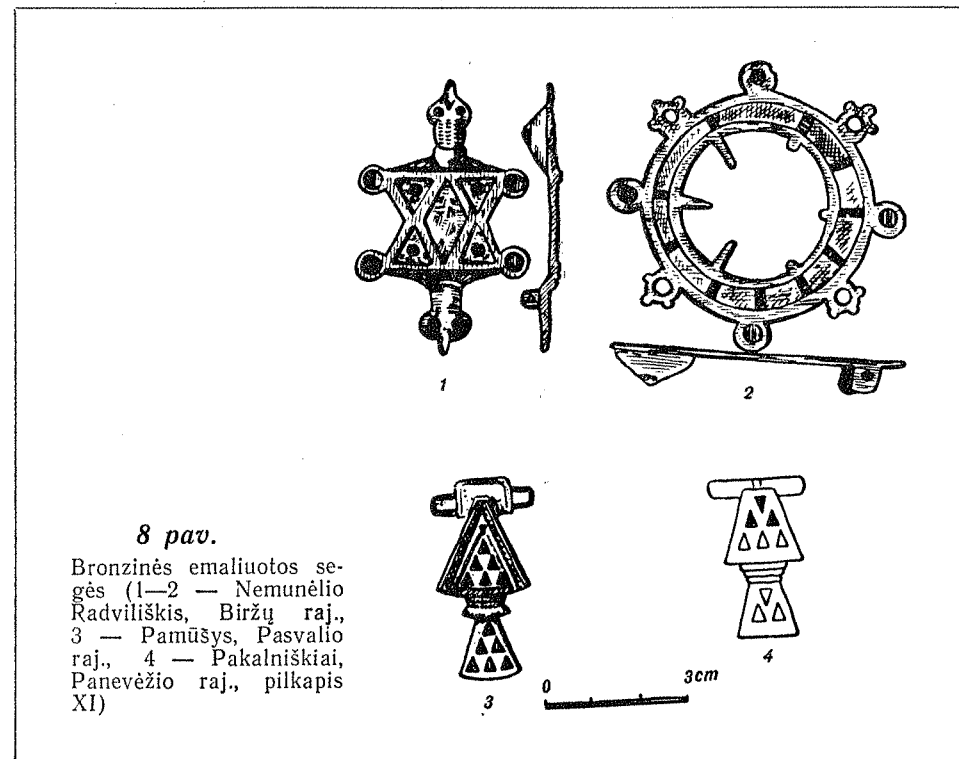 1
2
8 pav.
Bronzinės emaliuotos se-
gės (1—2 — Nemunėlio
Radviliškis, Biržų raj.,
3 — Pamūšys, Pasvalio
raj., 4 — Pakalniškiai,
Panevėžio raj., pilkapis
XI)
3
0
3cm
4